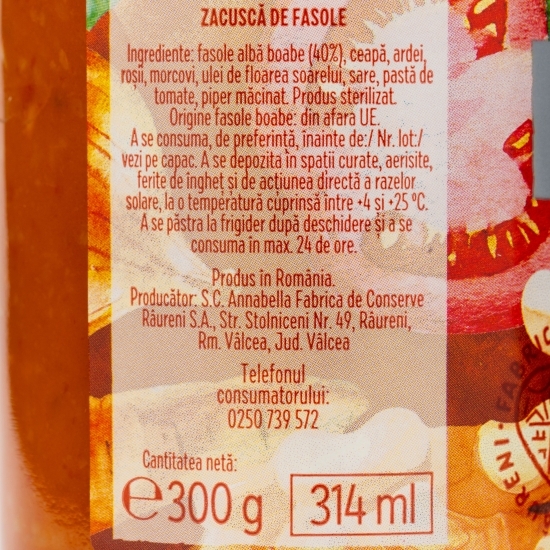 ZACUSCĂ DE FASOLE
Ingrediente: fasole albă boabe (40%), ceapă, ardei,
roșii, morcovi, ulei de floarea soarelui, sare, pastă de
tomate, piper măcinat. Produs sterilizat.
Origine fasole boabe: din afara UE.
A se consuma, de preferință, înainte de:/ Nr. lot:/
vezi pe capac. A se depozita în spații curate, aerisite,
ferite de îngheț și de acțiunea directă a razelor
solare, la o temperatură cuprinsă între +4 si +25 °C.
A se păstra la frigider după deschidere și a se
consuma în max. 24 de ore.
Produs în România.
Producător: S.C. Annabella Fabrica de Conserve
Râureni S.A., Str. Stolniceni Nr. 49, Râureni,
Rm. Vâlcea, Jud. Vâlcea
Telefonul
consumatorului:
0250 739 572
Cantitatea netă:
℮300 g 314 ml